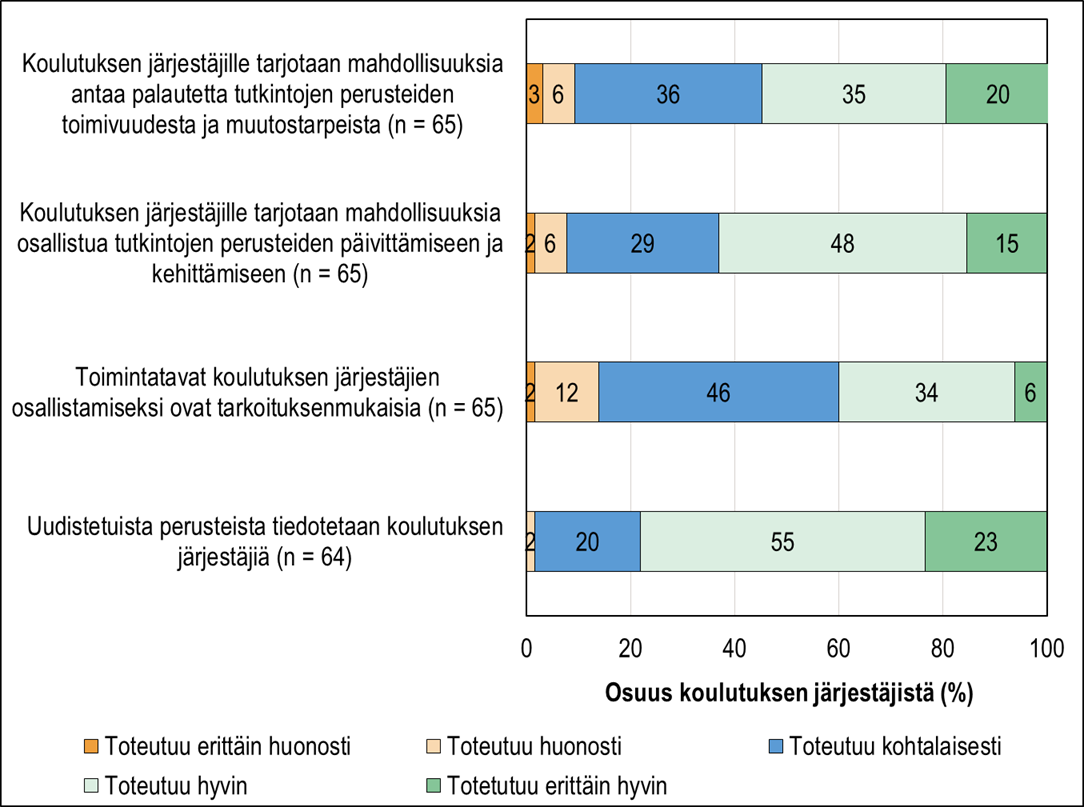 Koulutuksen järjestäjille tarjotaan mahdollisuuksia
antaa palautetta tutkintojen perusteiden
toimivuudesta ja muutostarpeista (n = 65)
3 6 36 35 20
Koulutuksen järjestäjille tarjotaan mahdollisuuksia
osallistua tutkintojen perusteiden päivittämiseen ja
kehittämiseen (n = 65)
2 6 29 48 15
Toimintatavat koulutuksen järjestäjien
osallistamiseksi ovat tarkoituksenmukaisia (n = 65)
2 12 46 34 6
Uudistetuista perusteista tiedotetaan koulutuksen
järjestäjiä (n = 64)
2 20 55 23
0 20 40 60 80 100
Osuus koulutuksen järjestäjistä (%)
Toteutuu erittäin huonosti Toteutuu huonosti Toteutuu kohtalaisesti
Toteutuu hyvin Totetutuu erittäin hyvin